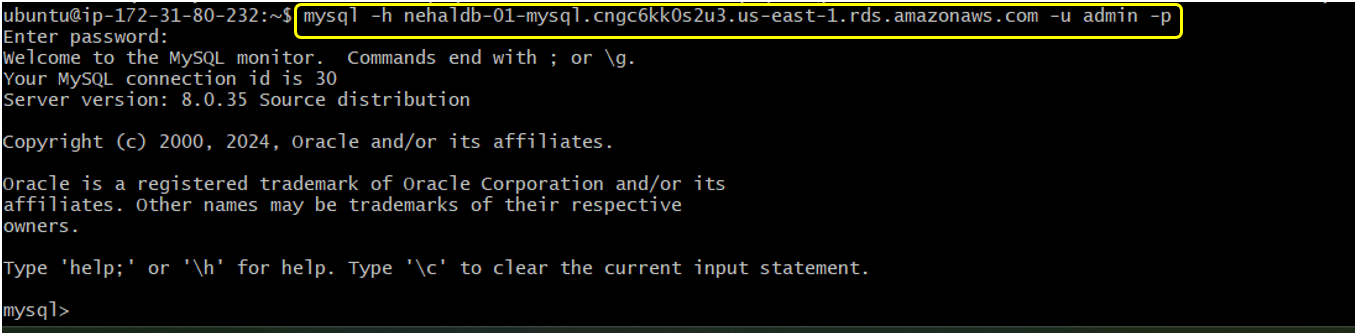 ubuntu@ip-172-31-80-232:~$ mysql -h nehaldb-01-mysql.cngc6kk0s2u3.us-east-1.rds.amazonaws.com -u admin -p
Enter password:
Welcome to the MySQL monitor.  Commands end with ; or \g.
Your MySQL connection id is 30
Server version: 8.0.35 Source distribution
Copyright (c) 2000, 2024, Oracle and/or its affiliates.
Oracle is a registered trademark of Oracle Corporation and/or its
affiliates. Other names may be trademarks of their respective
owners.
Type 'help;' or '\h' for help. Type '\c' to clear the current input statement.
mysql>